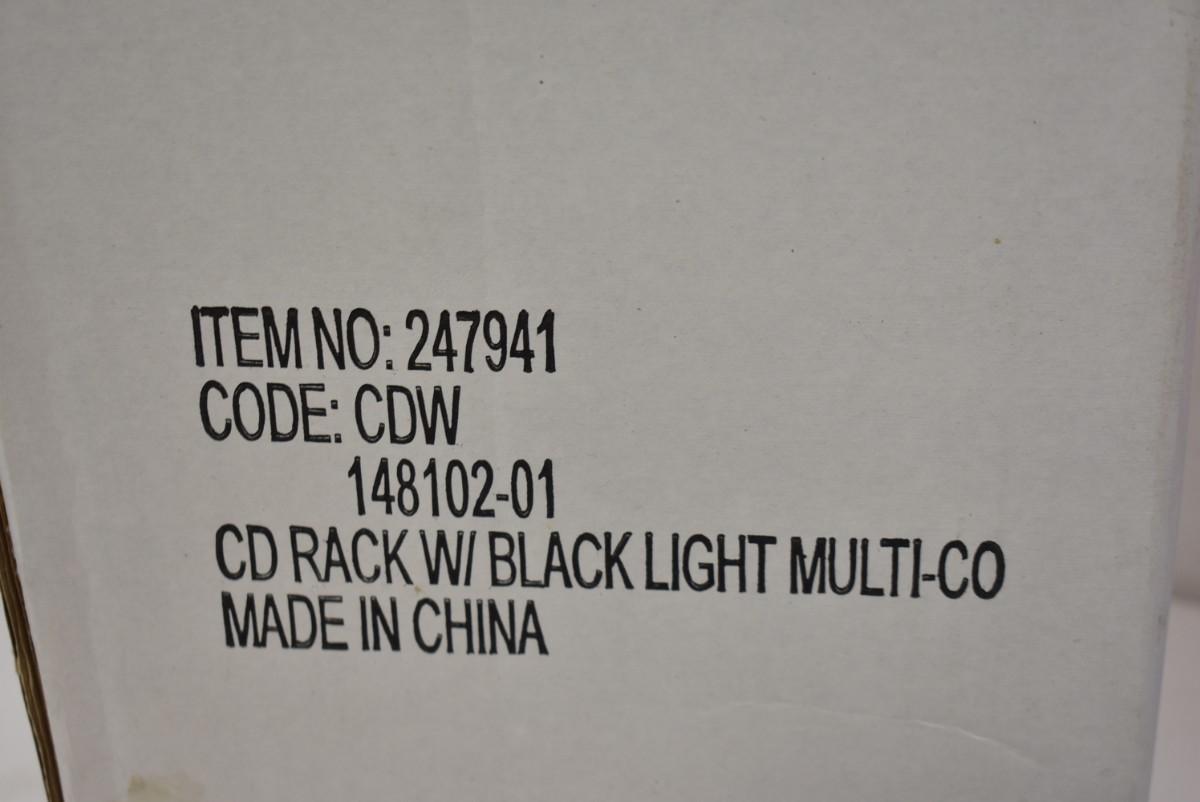 ITEM NO: 247941
CODE: CDW
148102-01
CD RACK W/ BLACK LIGHT MULTI-CO
MADE IN CHINA